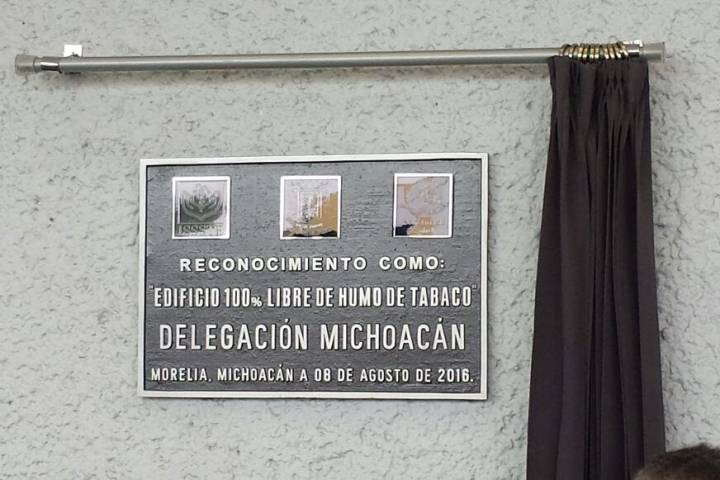 RECONOCIMIENTO COMO:
"EDIFICIO 100% LIBRE DE HUMO DE TABACO"
DELEGACIÓN MICHOACÁN
MORELIA, MICHOACÁN A 08 DE AGOSTO DE 2016.